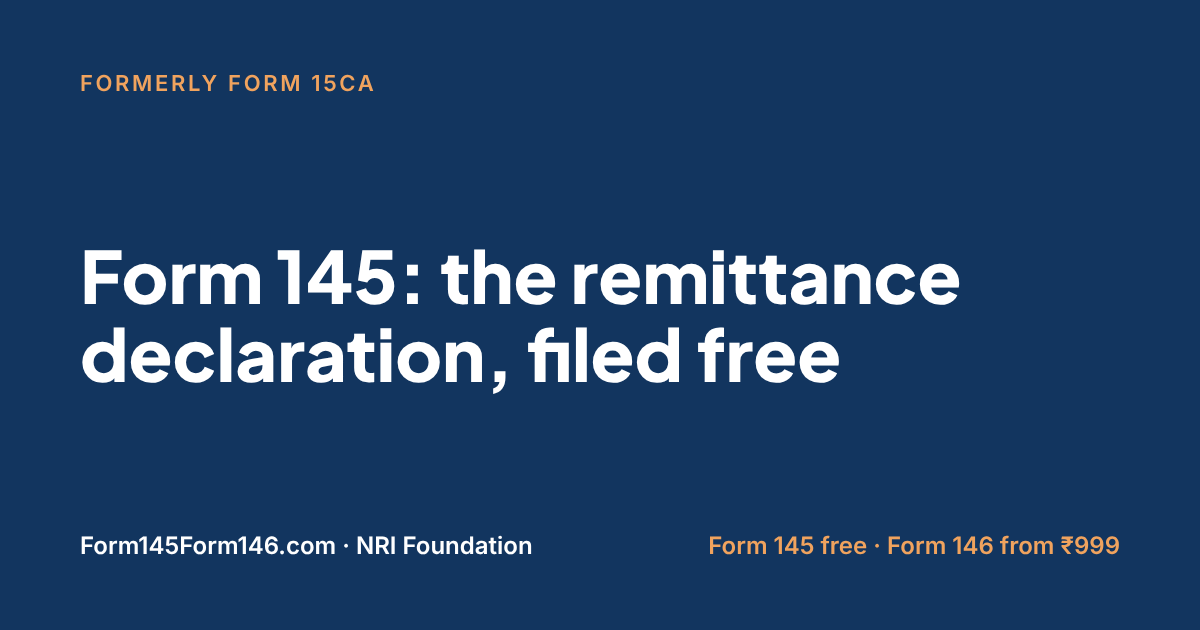 FORMERLY FORM 15CA
Form 145: the remittance
declaration, filed free
Form145Form146.com · NRI Foundation
Form 145 free · Form 146 from ₹999